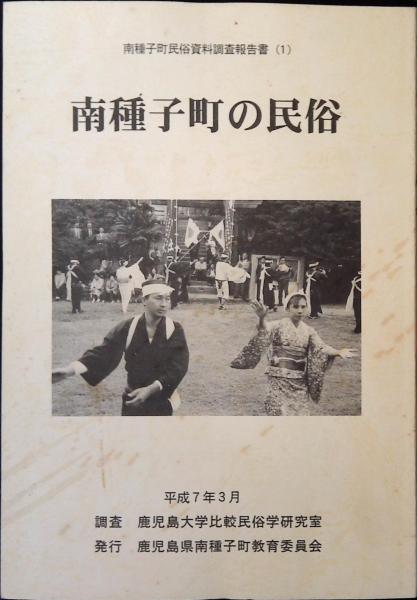 南種子町民俗資料調査報告書(1)
南種子町の民俗
平成7年3月
調査 鹿児島大学比較民俗学研究室
発行 鹿児島県南種子町教育委員会